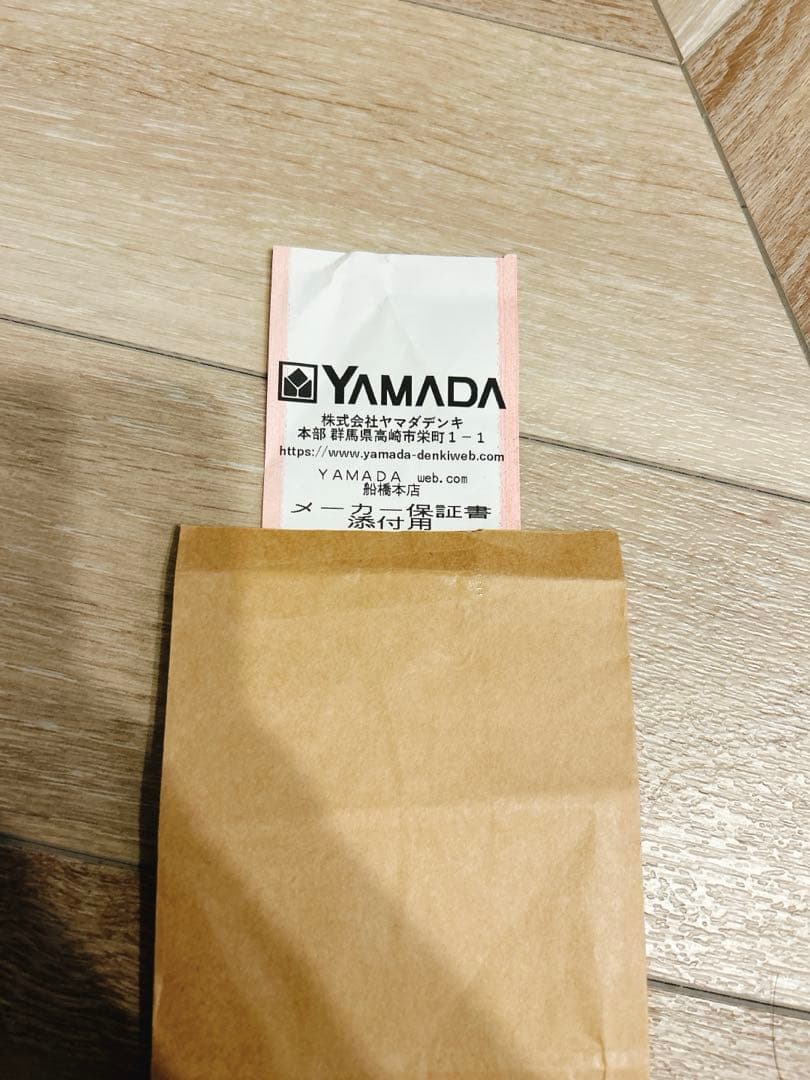 YAMADA
株式会社ヤマダデンキ
本部 群馬県高崎市栄町１－１
https://www.yamada-denkiweb.com
ＹＡＭＡＤＡ web.com
船橋本店
メーカー保証書
添付用